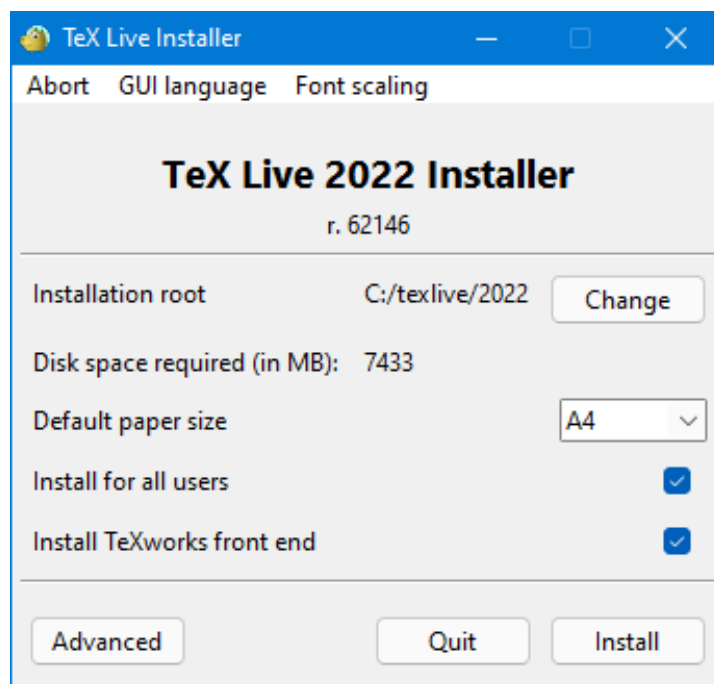 TeX Live Installer
Abort GUI language Font scaling
TeX Live 2022 Installer
r. 62146
Installation root C:/texlive/2022 Change
Disk space required (in MB): 7433
Default paper size A4
Install for all users
Install TeXworks front end
Advanced Quit Install